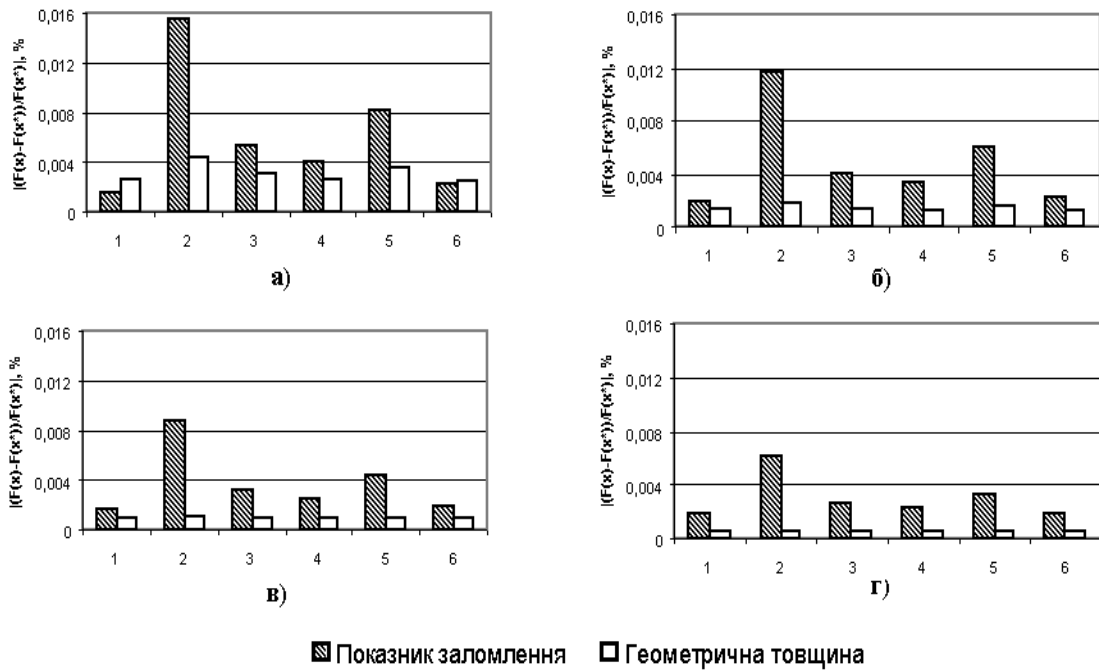 |(F(x)-F(x*))/F(x*)|, %
0,016
0,012
0,008
0,004
0
1 2 3 4 5 6
а)
|(F(x)-F(x*))/F(x*)|, %
0,016
0,012
0,008
0,004
0
1 2 3 4 5 6
б)
|(F(x)-F(x*))/F(x*)|, %
0,016
0,012
0,008
0,004
0
1 2 3 4 5 6
в)
|(F(x)-F(x*))/F(x*)|, %
0,016
0,012
0,008
0,004
0
1 2 3 4 5 6
г)
Показник заломлення Геометрична товщина